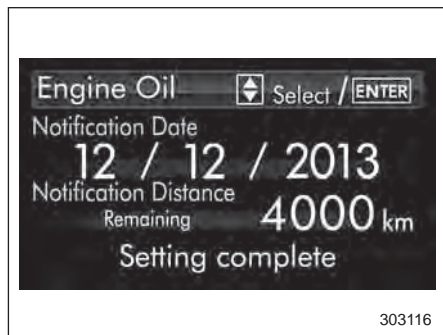 Engine Oil Select / ENTER
Notification Date
12 / 12 / 2013
Notification Distance
Remaining 4000 km
Setting complete
303116